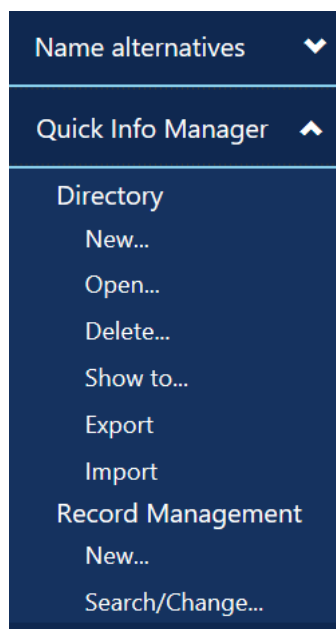 Name alternatives
Quick Info Manager
Directory
New...
Open...
Delete...
Show to...
Export
Import
Record Management
New...
Search/Change...